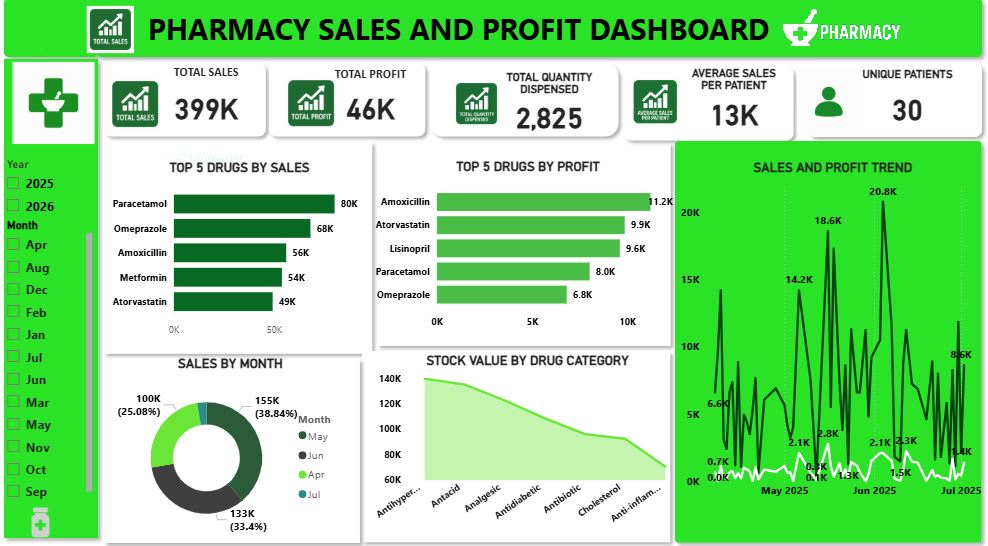 TOTAL SALES
PHARMACY SALES AND PROFIT DASHBOARD
PHARMACY
TOTAL SALES
TOTAL SALES
399K
TOTAL PROFIT
TOTAL PROFIT
46K
TOTAL QUANTITY DISPENSED
TOTAL QUANTITY
DISPENSED
2,825
AVERAGE SALES PER PATIENT
AVERAGE SALES
PER PATIENT
13K
UNIQUE PATIENTS
30
Year
2025
2026
Month
Apr
Aug
Dec
Feb
Jan
Jul
Jun
Mar
May
Nov
Oct
Sep
TOP 5 DRUGS BY SALES
Paracetamol 80K
Omeprazole 68K
Amoxicillin 56K
Metformin 54K
Atorvastatin 49K
0K 50K
TOP 5 DRUGS BY PROFIT
Amoxicillin 11.2K
Atorvastatin 9.9K
Lisinopril 9.6K
Paracetamol 8.0K
Omeprazole 6.8K
0K 5K 10K
SALES AND PROFIT TREND
20K
15K
10K
5K
0K
20.8K
18.6K
14.2K
8.6K
6.6K
2.1K
2.8K
2.1K
2.3K
1.4K
0.7K
0.0K
0.3K
0.1K
1.3K
1.5K
May 2025 Jun 2025 Jul 2025
SALES BY MONTH
100K
(25.08%)
155K
(38.84%)
133K
(33.4%)
Month
May
Jun
Apr
Jul
STOCK VALUE BY DRUG CATEGORY
140K
120K
100K
80K
60K
Antihyper...
Antacid
Analgesic
Antidiabetic
Antibiotic
Cholesterol
Anti-inflam...